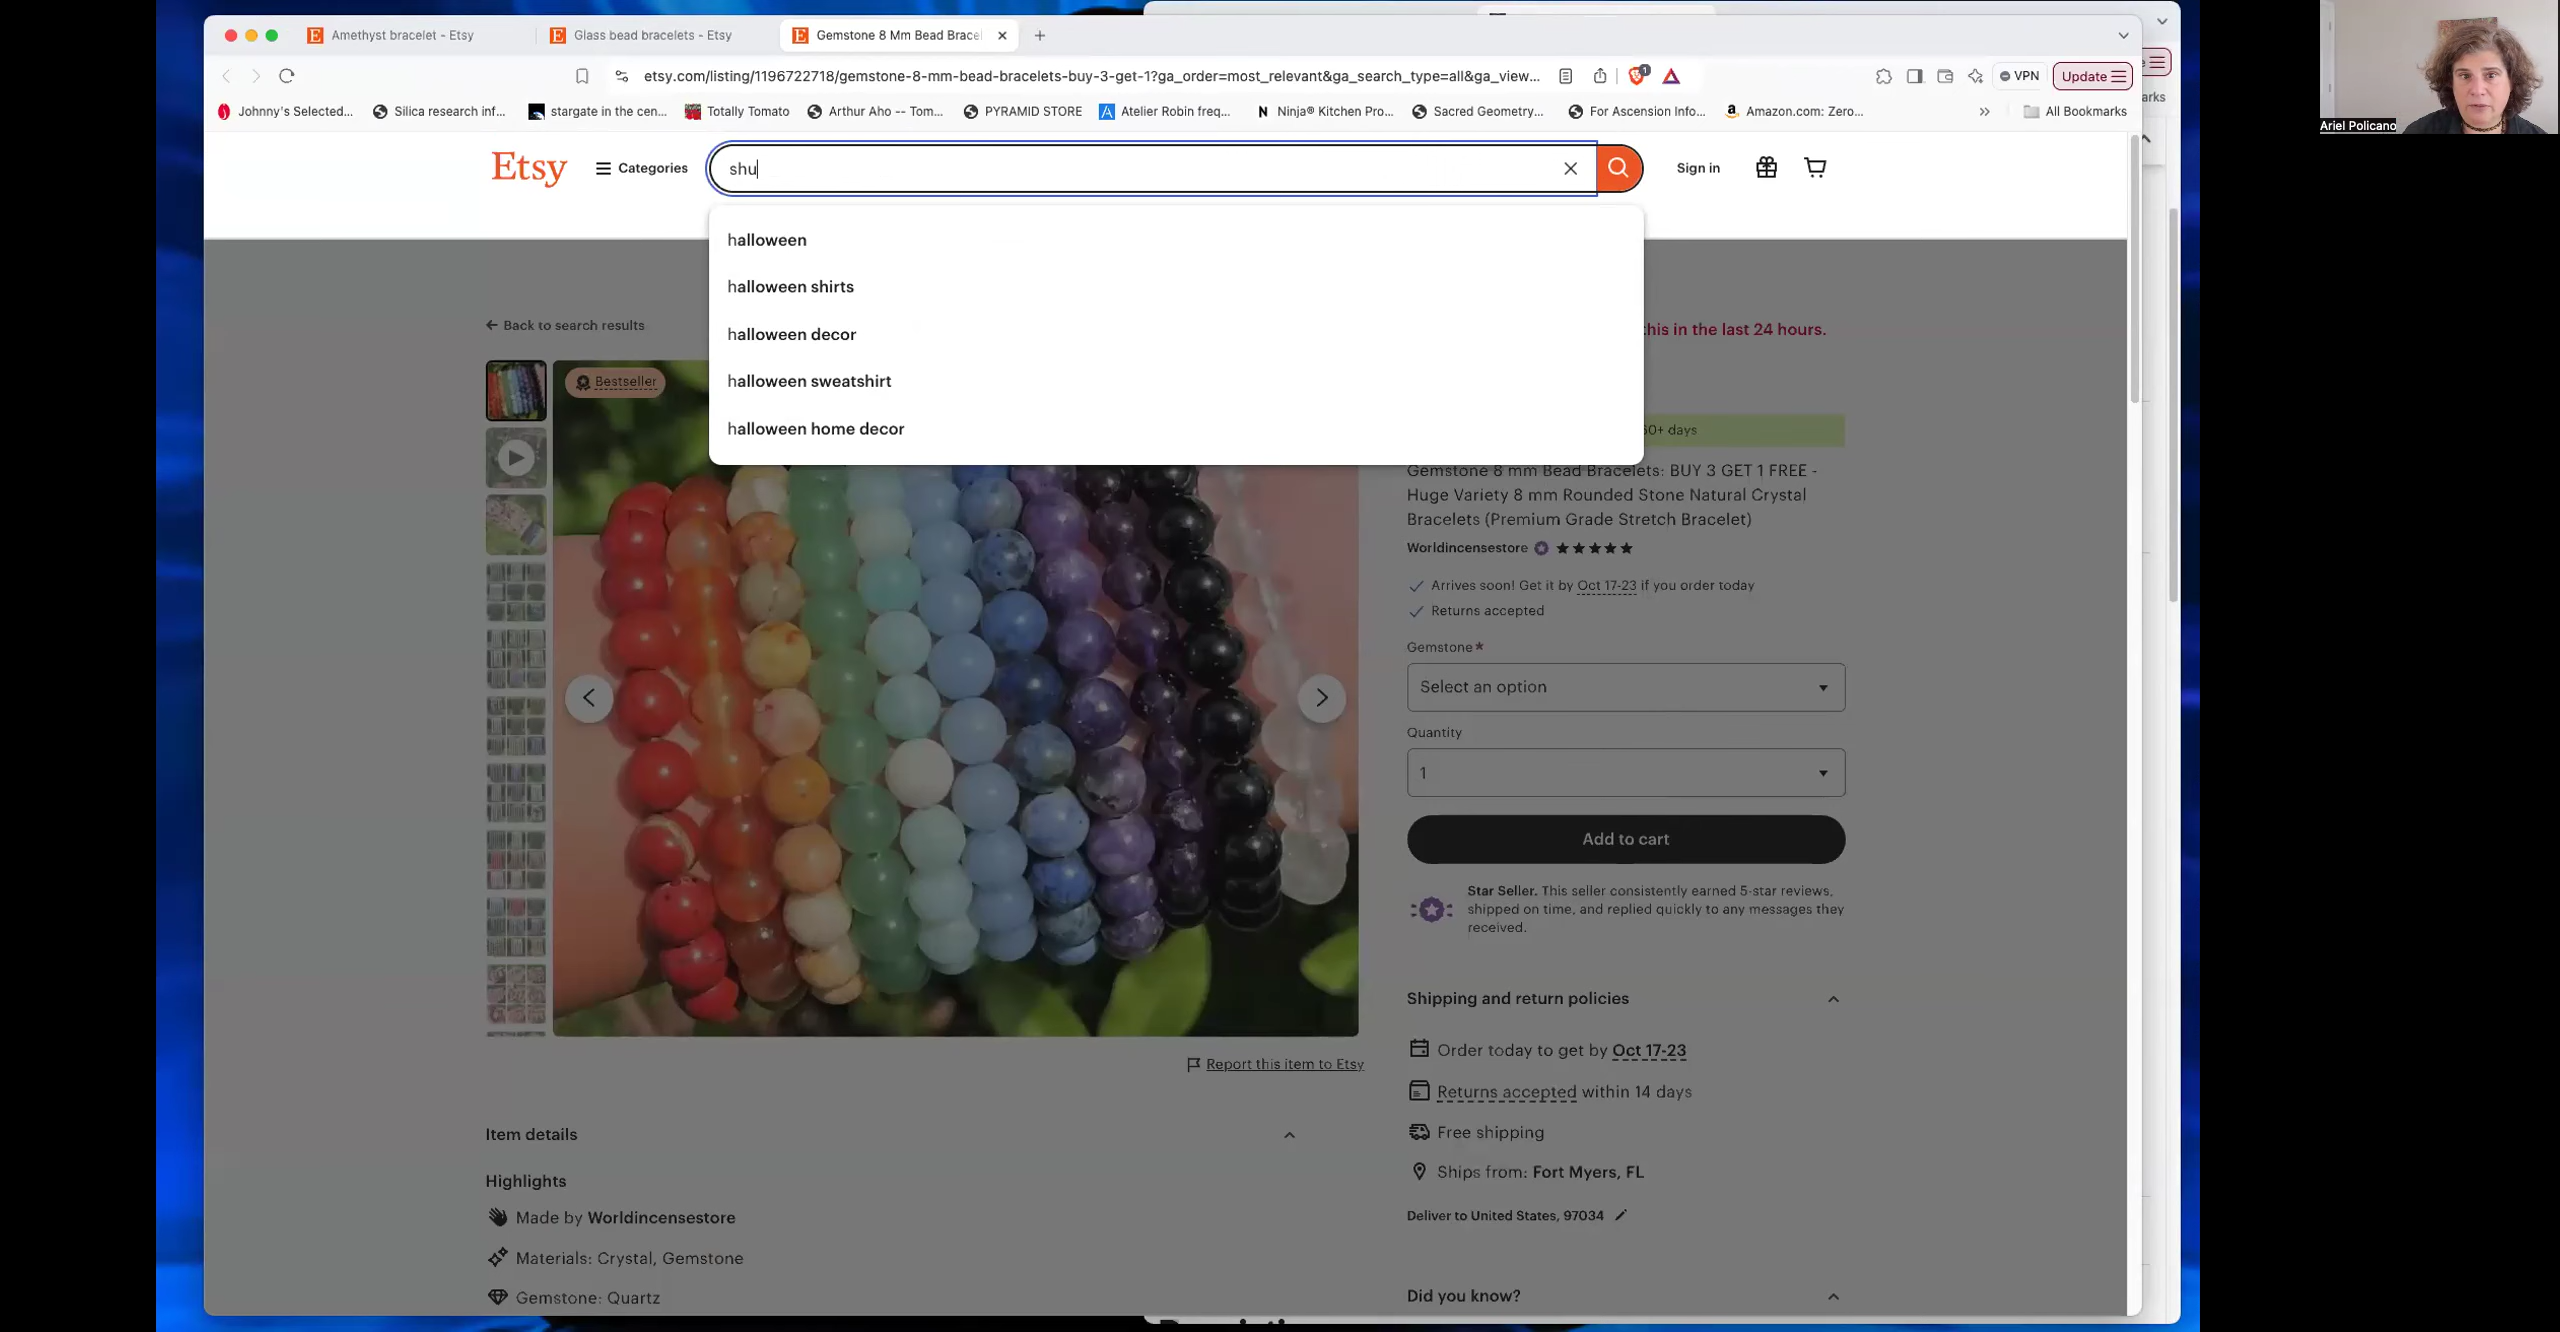 Amethyst bracelet - Etsy
Glass bead bracelets - Etsy
Gemstone 8 Mm Bead Bracel
etsy.com/listing/1196722718/gemstone-8-mm-bead-bracelets-buy-3-get-1?ga_order=most_relevant&ga_search_type=all&ga_view...
1
VPN
Update
Johnny's Selected...
Silica research inf...
stargate in the cen...
Totally Tomato
Arthur Aho -- Tom...
PYRAMID STORE
Atelier Robin freq...
Ninja® Kitchen Pro...
Sacred Geometry...
For Ascension Info...
Amazon.com: Zero...
All Bookmarks
arks
Ariel Policano
Etsy
Categories
shu
Sign in
halloween
halloween shirts
halloween decor
halloween sweatshirt
halloween home decor
Back to search results
this in the last 24 hours.
Bestseller
60+ days
Gemstone 8 mm Bead Bracelets: BUY 3 GET 1 FREE -
Huge Variety 8 mm Rounded Stone Natural Crystal
Bracelets (Premium Grade Stretch Bracelet)
Worldincensestore
Arrives soon! Get it by Oct 17-23 if you order today
Returns accepted
Gemstone*
Select an option
Quantity
1
Add to cart
Star Seller. This seller consistently earned 5-star reviews,
shipped on time, and replied quickly to any messages they
received.
Shipping and return policies
Order today to get by Oct 17-23
Returns accepted within 14 days
Free shipping
Ships from: Fort Myers, FL
Deliver to United States, 97034
Did you know?
Report this item to Etsy
Item details
Highlights
Made by Worldincensestore
Materials: Crystal, Gemstone
Gemstone: Quartz